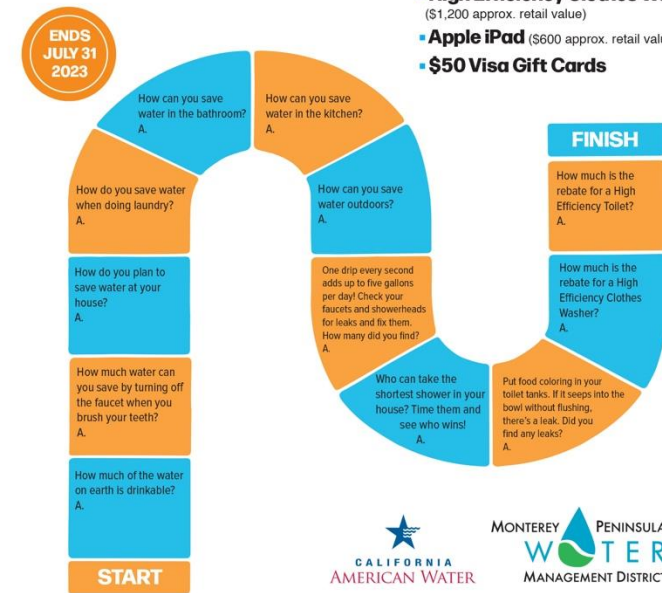 ($1,200 approx. retail value)
Apple iPad ($600 approx. retail
$50 Visa Gift Cards
ENDS
JULY 31
2023
START
How much of the water
on earth is drinkable?
A.
How much water can
you save by turning off
the faucet when you
brush your teeth?
A.
How do you plan to
save water at your
house?
A.
How do you save water
when doing laundry?
A.
How can you save
water in the bathroom?
A.
How can you save
water in the kitchen?
A.
How can you save
water outdoors?
A.
One drip every second
adds up to five gallons
per day! Check your
faucets and showerheads
for leaks and fix them.
How many did you find?
A.
Who can take the
shortest shower in your
house? Time them and
see who wins!
A.
Put food coloring in your
toilet tanks. If it seeps into the
bowl without flushing,
there's a leak. Did you
find any leaks?
A.
How much is the
rebate for a High
Efficiency Clothes
Washer?
A.
How much is the
rebate for a High
Efficiency Toilet?
A.
FINISH
CALIFORNIA
AMERICAN WATER
MONTEREY PENINSULA
WATER
MANAGEMENT DISTRICT